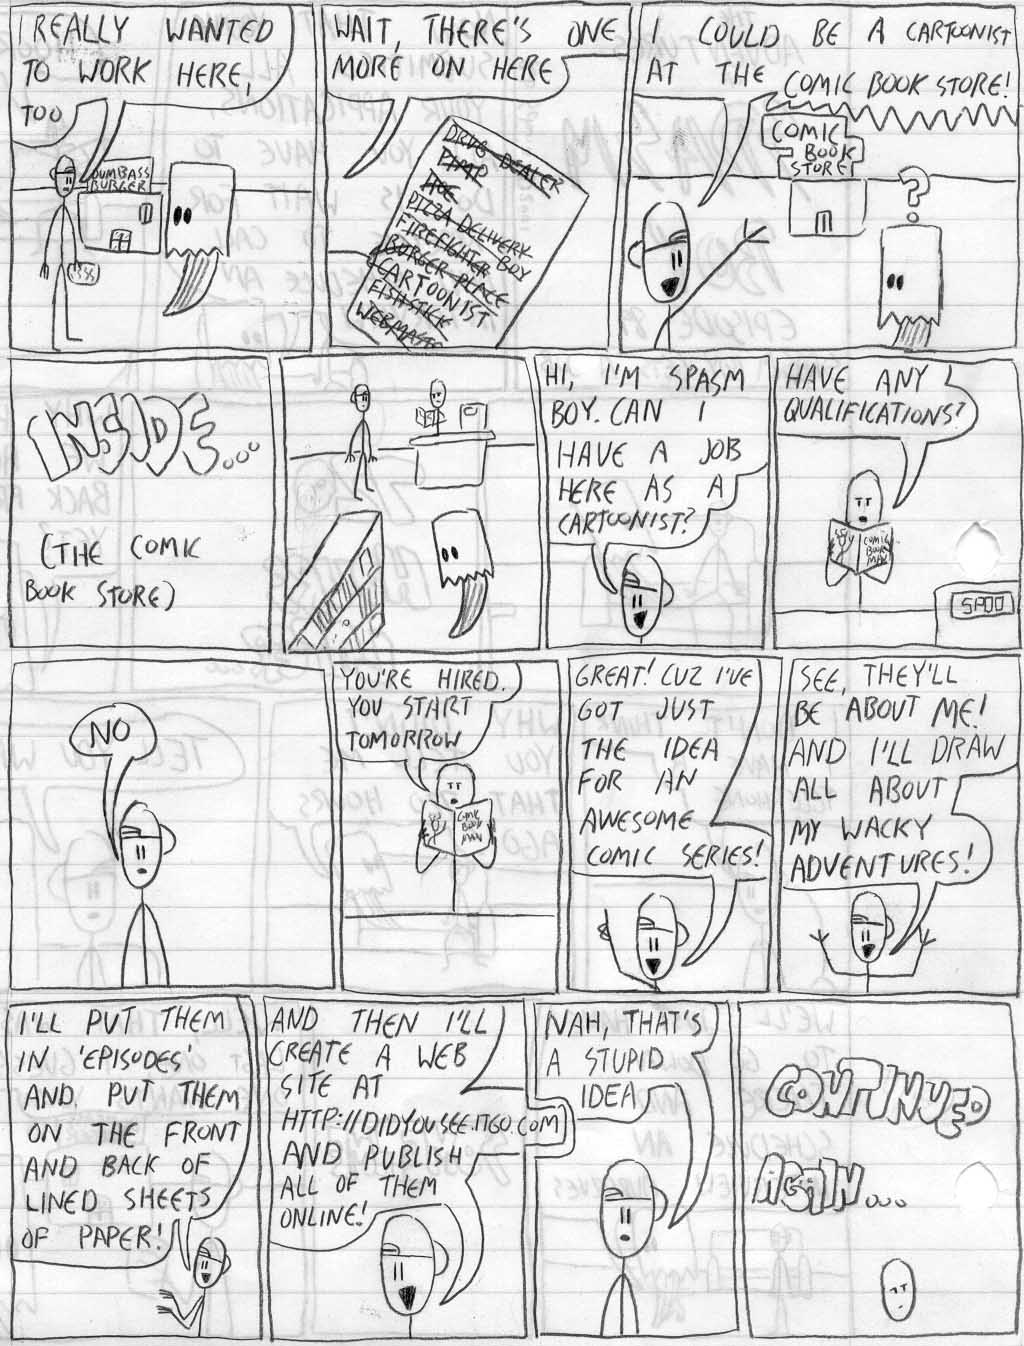 I REALLY WANTED
TO WORK HERE,
TOO
DUMBASS
BURGER
WAIT, THERE'S ONE
MORE ON HERE
DRUG DEALER
PIMP
HOE
PIZZA DELIVERY
BOY
FIREFIGHTER
BURGER PLACE
CARTOONIST
FISHSTICK
WEBMASTE
I COULD BE A CARTOONIST
AT THE
COMIC BOOK STORE!
COMIC
BOOK
STORE!
?
INSIDE...
(THE COMIC
BOOK STORE)
HI, I'M SPASM
BOY. CAN I
HAVE A JOB
HERE AS A
CARTOONIST?
HAVE ANY
QUALIFICATIONS?
COMIC
BOOK
MAN
NO
YOU'RE HIRED.
YOU START
TOMORROW
COMIC
BOOK
MAN
GREAT! CUZ I'VE
GOT JUST
THE IDEA
FOR AN
AWESOME
COMIC SERIES!
SEE, THEY'LL
BE ABOUT ME!
AND I'LL DRAW
ALL ABOUT
MY WACKY
ADVENTURES!
I'LL PUT THEM
IN 'EPISODES'
AND PUT THEM
ON THE FRONT
AND BACK OF
LINED SHEETS
OF PAPER!
AND THEN I'LL
CREATE A WEB
SITE AT
HTTP://DIDYOUSEE.ITGO.COM
AND PUBLISH
ALL OF THEM
ONLINE!
NAH, THAT'S
A STUPID
IDEA
CONTINUED
AGAIN...